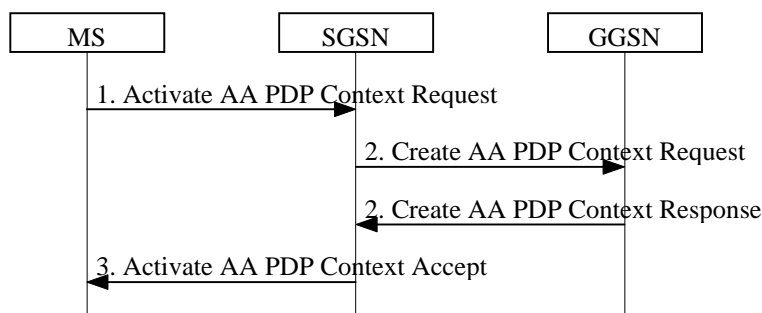 MS
SGSN
GGSN
1. Activate AA PDP Context Request
2. Create AA PDP Context Request
2. Create AA PDP Context Response
3. Activate AA PDP Context Accept